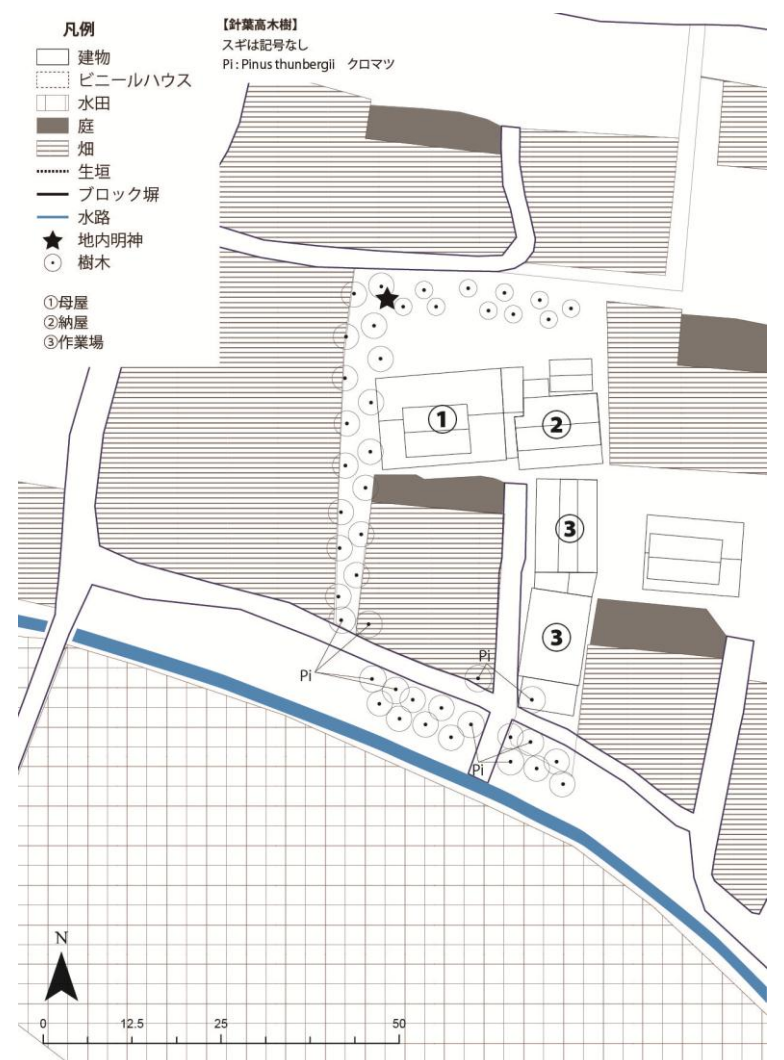 凡例
建物
ビニールハウス
水田
庭
畑
生垣
ブロック塀
水路
地内明神
樹木
①母屋
②納屋
③作業場
【針葉高木樹】
スギは記号なし
Pi : Pinus thunbergii クロマツ
①
②
③
③
Pi
Pi
Pi
N
0 12.5 25 50